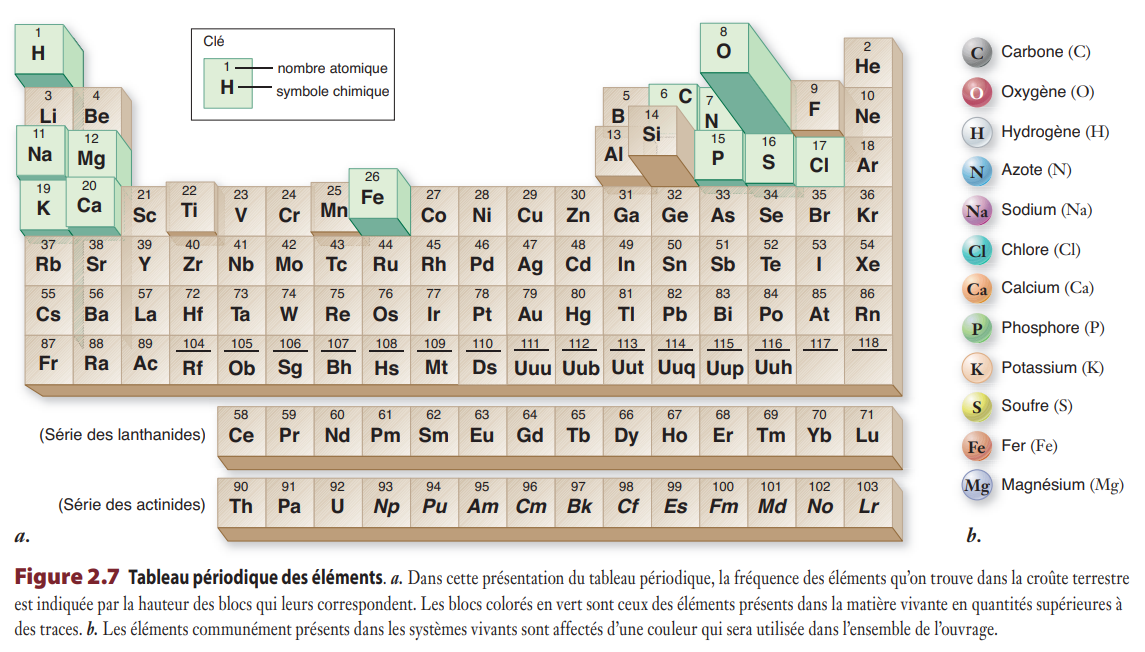 Clé
1
H
nombre atomique
symbole chimique
1 8 2
H O He
3 4 5 6 7 9 10
Li Be B C N F Ne
11 12 13 14 15 16 17 18
Na Mg Al Si P S Cl Ar
19 20 21 22 23 24 25 26 27 28 29 30 31 32 33 34 35 36
K Ca Sc Ti V Cr Mn Fe Co Ni Cu Zn Ga Ge As Se Br Kr
37 38 39 40 41 42 43 44 45 46 47 48 49 50 51 52 53 54
Rb Sr Y Zr Nb Mo Tc Ru Rh Pd Ag Cd In Sn Sb Te I Xe
55 56 57 72 73 74 75 76 77 78 79 80 81 82 83 84 85 86
Cs Ba La Hf Ta W Re Os Ir Pt Au Hg Tl Pb Bi Po At Rn
87 88 89 104 105 106 107 108 109 110 111 112 113 114 115 116 117 118
Fr Ra Ac Rf Ob Sg Bh Hs Mt Ds Uuu Uub Uut Uuq Uup Uuh
58 59 60 61 62 63 64 65 66 67 68 69 70 71
(Série des lanthanides) Ce Pr Nd Pm Sm Eu Gd Tb Dy Ho Er Tm Yb Lu
90 91 92 93 94 95 96 97 98 99 100 101 102 103
(Série des actinides) Th Pa U Np Pu Am Cm Bk Cf Es Fm Md No Lr
a.
C Carbone (C)
O Oxygène (O)
H Hydrogène (H)
N Azote (N)
Na Sodium (Na)
Cl Chlore (Cl)
Ca Calcium (Ca)
P Phosphore (P)
K Potassium (K)
S Soufre (S)
Fe Fer (Fe)
Mg Magnésium (Mg)
b.
Figure 2.7 Tableau périodique des éléments. a. Dans cette présentation du tableau périodique, la fréquence des éléments qu'on trouve dans la croûte terrestre
est indiquée par la hauteur des blocs qui leurs correspondent. Les blocs colorés en vert sont ceux des éléments présents dans la matière vivante en quantités supérieures à
des traces. b. Les éléments communément présents dans les systèmes vivants sont affectés d'une couleur qui sera utilisée dans l'ensemble de l'ouvrage.